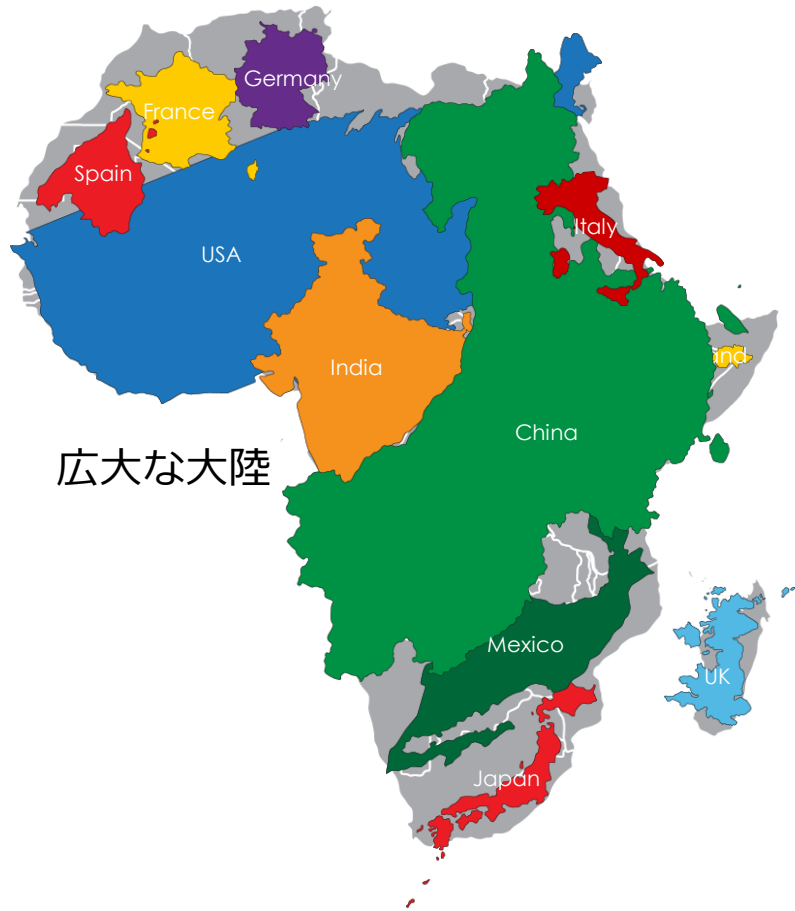 Germany
France
Spain
Italy
USA
India
China
広大な大陸
Mexico
UK
Japan